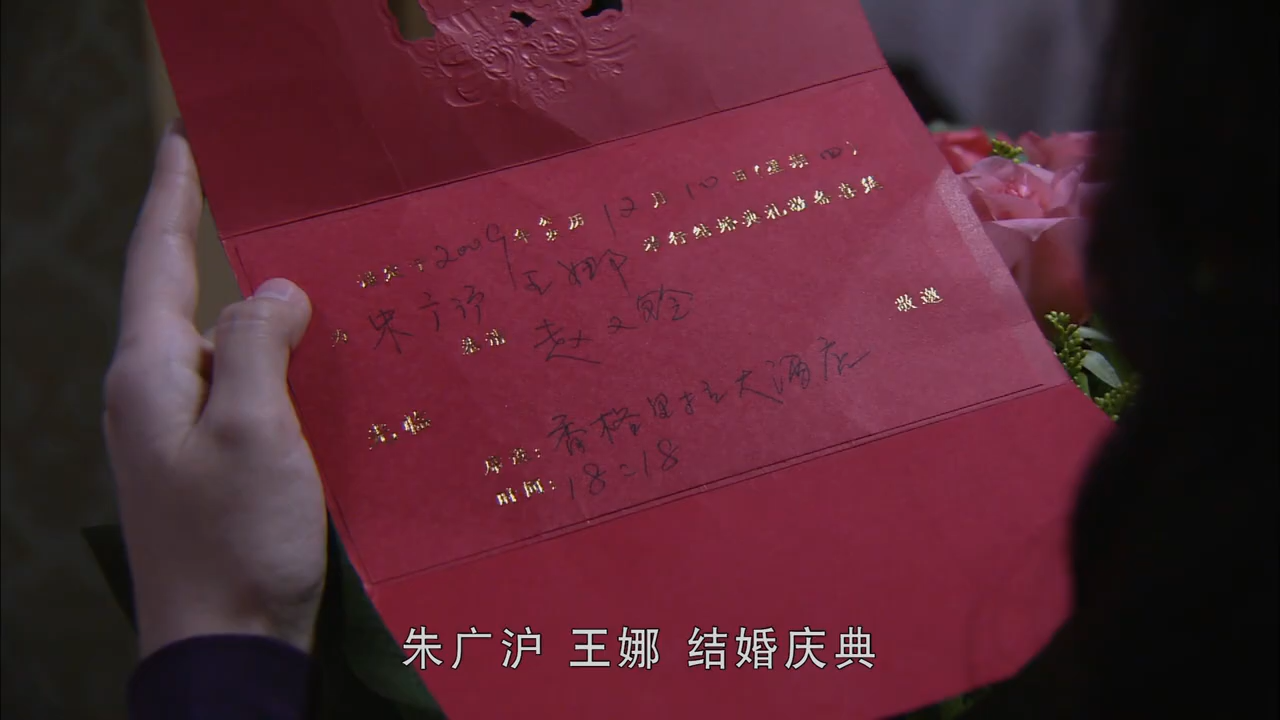 谨定于2009年公历12月10日(星期四)
为朱广沪 王娜 举行结婚典礼敬备喜筵
恭请 赵又 敬邀
光临
席设：香格里拉大酒店
时间：18:18
朱广沪 王娜 结婚庆典